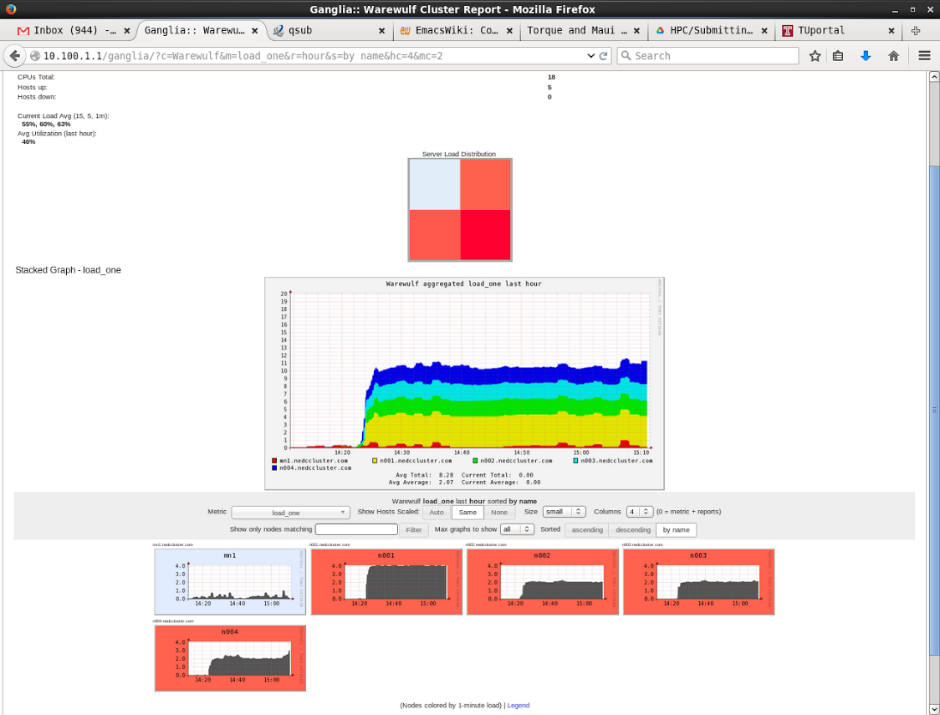 Ganglia:: Warewulf Cluster Report - Mozilla Firefox
Inbox (944) -... × Ganglia:: Warewu... × qsub × EmacsWiki: Co... × Torque and Maui ... × HPC/Submittin... × TUportal ×
10.100.1.1/ganglia/?c=Warewulf&m=load_one&r=hour&s=by name&hc=4&mc=2 Search
CPUs Total: 18
Hosts up: 5
Hosts down: 0
Current Load Avg (15, 5, 1m):
55%, 60%, 63%
Avg Utilization (last hour):
46%
Server Load Distribution
Stacked Graph - load_one
Warewulf aggregated load_one last hour
20
19
18
17
16
15
14
13
12
11
10
9
8
7
6
5
4
3
2
1
0
14:20 14:30 14:40 14:50 15:00 15:10
mn1.nedccluster.com n001.nedccluster.com n002.nedccluster.com n003.nedccluster.com
n004.nedccluster.com
Avg Total: 8.28 Current Total: 0.00
Avg Average: 2.07 Current Average: 0.00
Warewulf load_one last hour sorted by name
Metric load_one Show Hosts Scaled: Auto Same None Size small Columns 4 (0 = metric + reports)
Show only nodes matching Filter Max graphs to show all Sorted ascending descending by name
mn1.nedccluster.com n001.nedccluster.com n002.nedccluster.com n003.nedccluster.com
mn1 n001 n002 n003
4.0 4.0 4.0 4.0
3.0 3.0 3.0 3.0
2.0 2.0 2.0 2.0
1.0 1.0 1.0 1.0
0.0 0.0 0.0 0.0
14:20 14:40 15:00 14:20 14:40 15:00 14:20 14:40 15:00 14:20 14:40 15:00
n004.nedccluster.com
n004
4.0
3.0
2.0
1.0
0.0
14:20 14:40 15:00
(Nodes colored by 1-minute load) | Legend